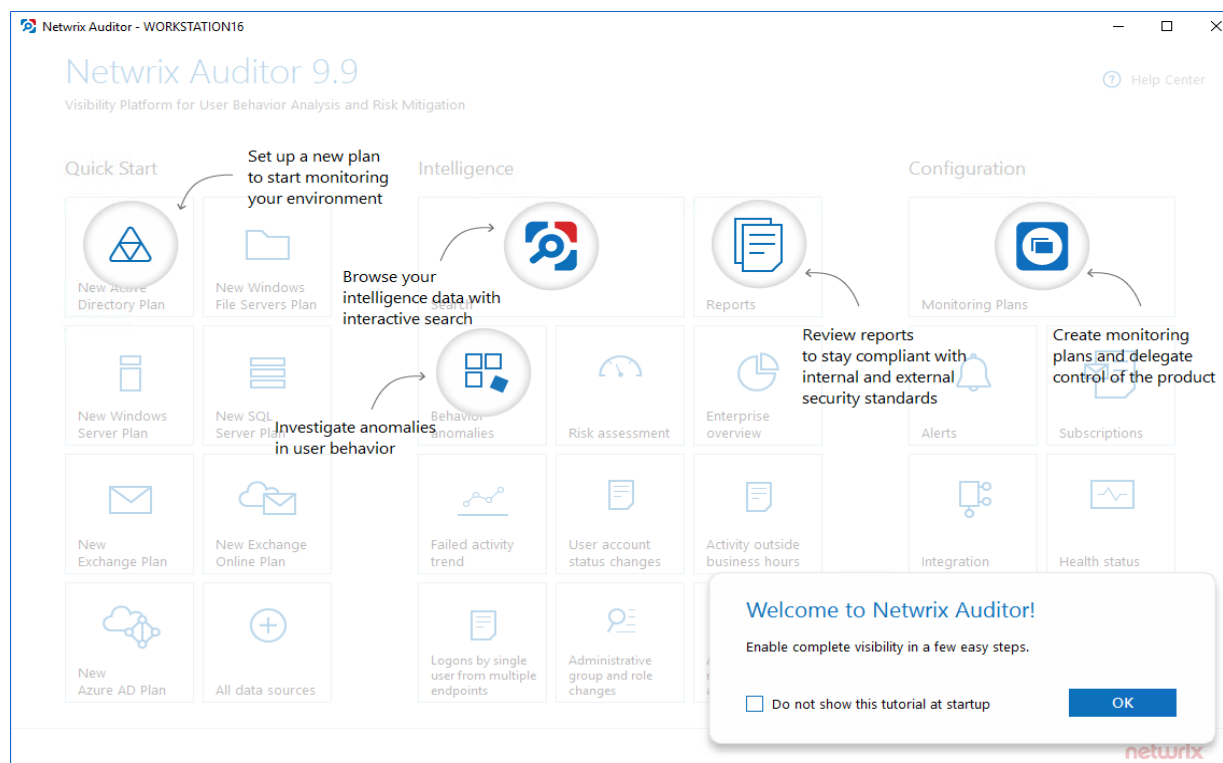 Netwrix Auditor - WORKSTATION16
Netwrix Auditor 9.9
Visibility Platform for User Behavior Analysis and Risk Mitigation
Help Center
Quick Start
Set up a new plan
to start monitoring
your environment
New Active
Directory Plan
New Windows
File Servers Plan
New Windows
Server Plan
New SQL
Server Plan
New
Exchange Plan
New Exchange
Online Plan
New
Azure AD Plan
All data sources
Intelligence
Browse your
intelligence data with
interactive search
Search
Reports
Review reports
to stay compliant with
internal and external
security standards
Investigate anomalies
in user behavior
Behavior
anomalies
Risk assessment
Enterprise
overview
Failed activity
trend
User account
status changes
Activity outside
business hours
Logons by single
user from multiple
endpoints
Administrative
group and role
changes
Configuration
Monitoring Plans
Create monitoring
plans and delegate
control of the product
Alerts
Subscriptions
Integration
Health status
Welcome to Netwrix Auditor!
Enable complete visibility in a few easy steps.
Do not show this tutorial at startup
OK
netwrix